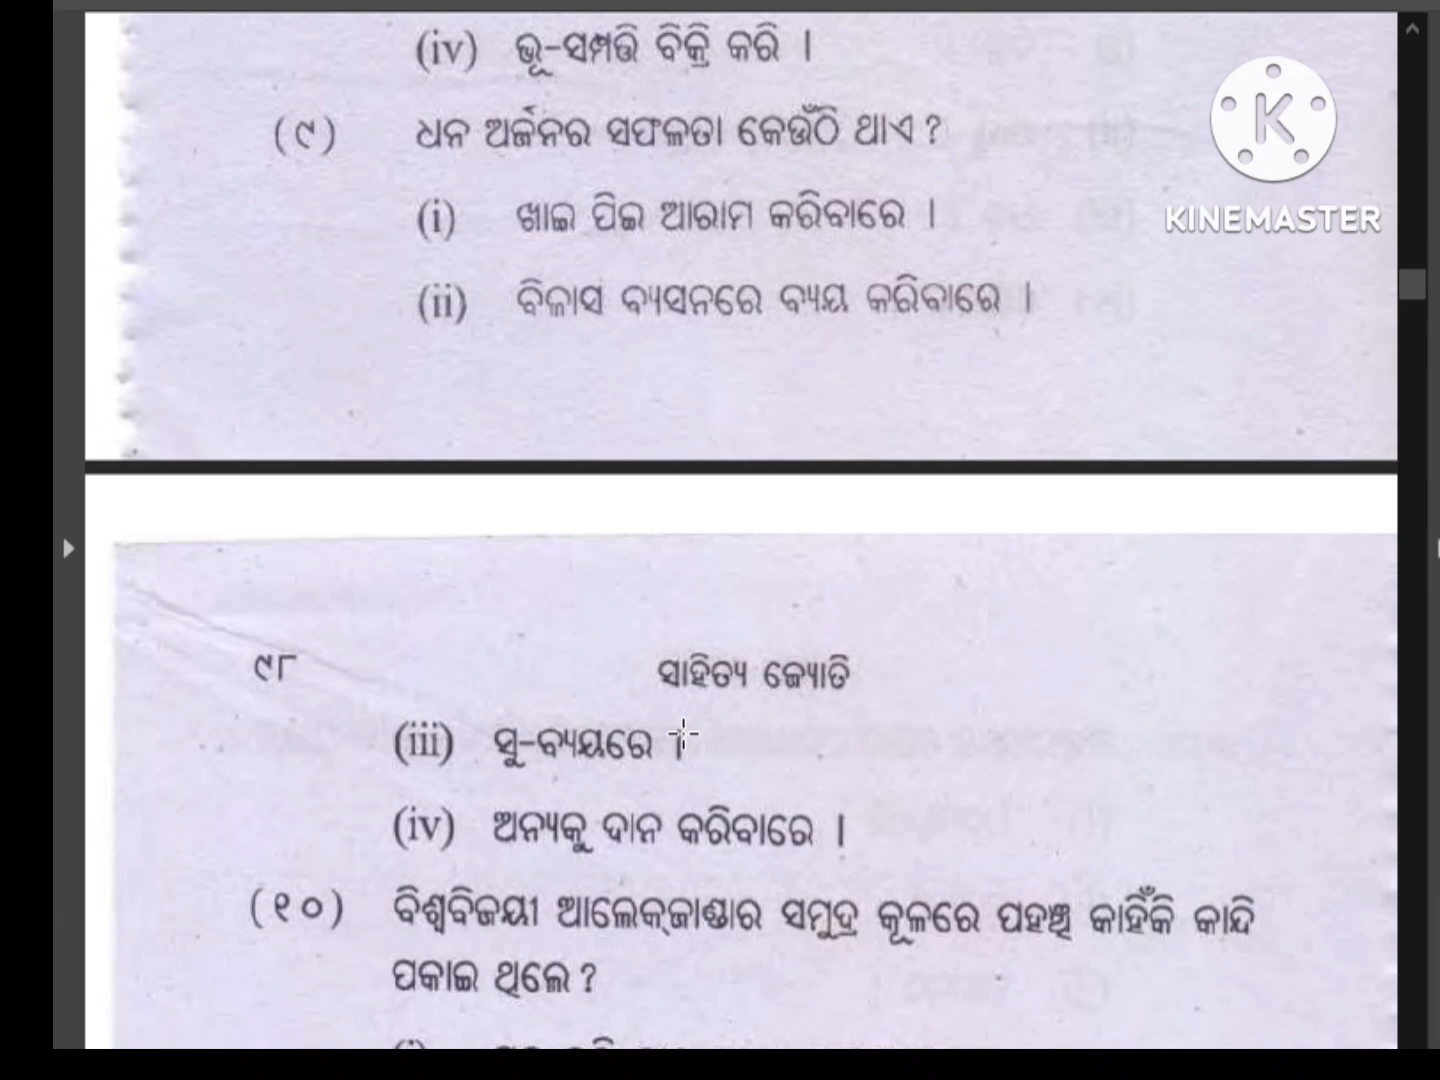 (iv) ଭୂ-ସମ୍ପତ୍ତି ବିକ୍ରି କରି ।
(୯) ଧନ ଅର୍ଜନର ସଫଳତା କେଉଁଠି ଥାଏ ?
(i) ଖାଇ ପିଇ ଆରାମ କରିବାରେ ।
(ii) ବିଳାସ ବ୍ୟସନରେ ବ୍ୟୟ କରିବାରେ ।
KINEMASTER
୯୮ ସାହିତ୍ୟ ଜ୍ୟୋତି
(iii) ସୁ-ବ୍ୟୟରେ ।
(iv) ଅନ୍ୟକୁ ଦାନ କରିବାରେ ।
(୧୦) ବିଶ୍ୱବିଜୟୀ ଆଲେକ୍‌ଜାଣ୍ଡାର ସମୁଦ୍ର କୂଳରେ ପହଞ୍ଚି କାହିଁକି କାନ୍ଦି
ପକାଇ ଥିଲେ ?